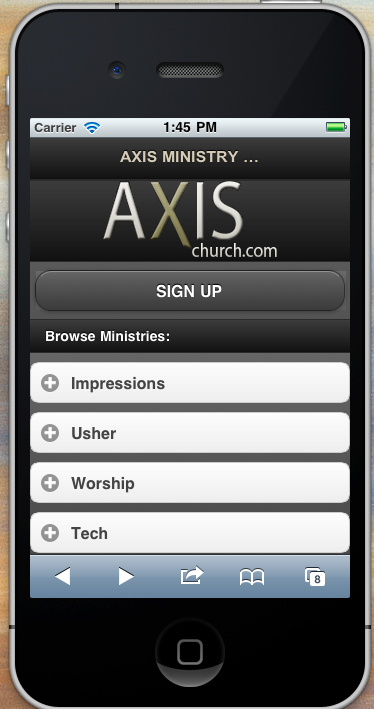 Carrier 1:45 PM
AXIS MINISTRY ...
AXIS
church.com
SIGN UP
Browse Ministries:
Impressions
Usher
Worship
Tech
8